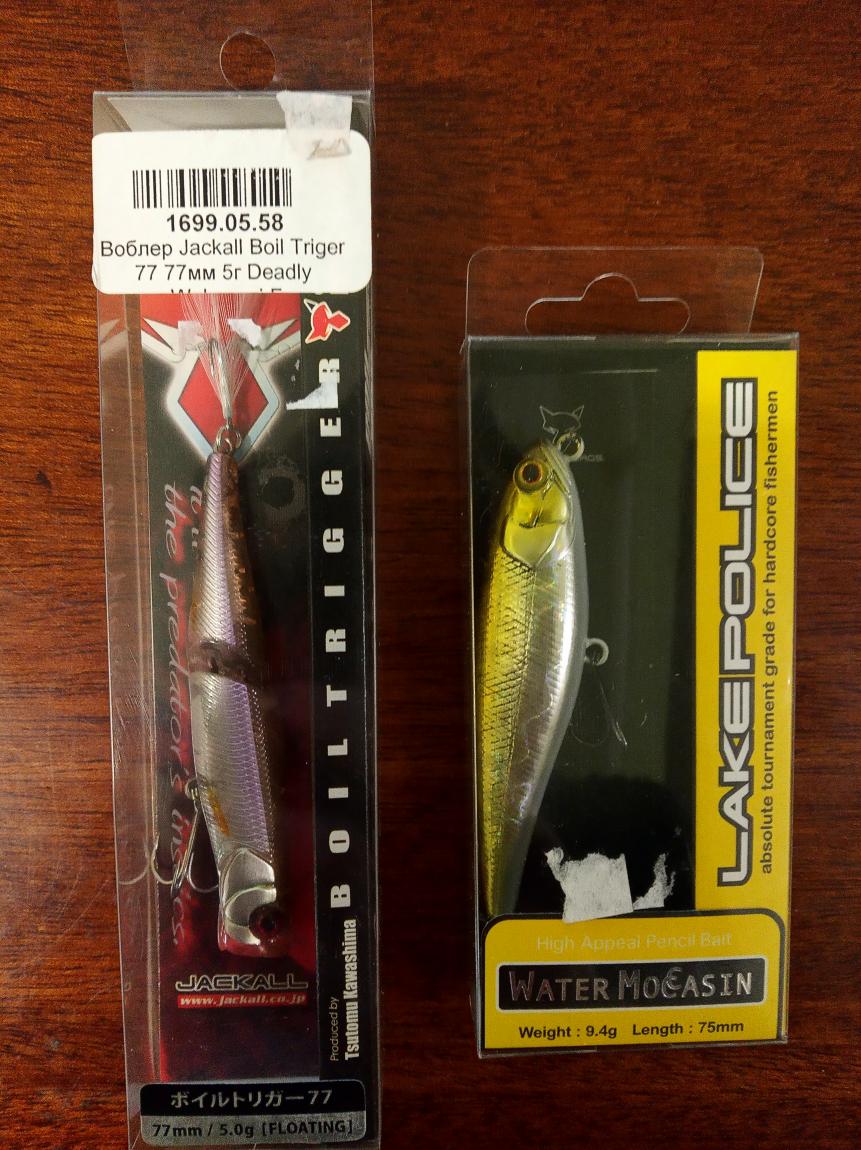 1699.05.58
Воблер Jackall Boil Triger
77 77мм 5г Deadly
BOILTRIGGER
the predator's
JACKALL
www.jackall.co.jp
Produced by
Tsutomu Kawashima
ボイルトリガー77
77mm / 5.0g [FLOATING]
LAKE POLICE
absolute tournament grade for hardcore fishermen
High Appeal Pencil Bait
WATER MOCCASIN
Weight : 9.4g Length : 75mm